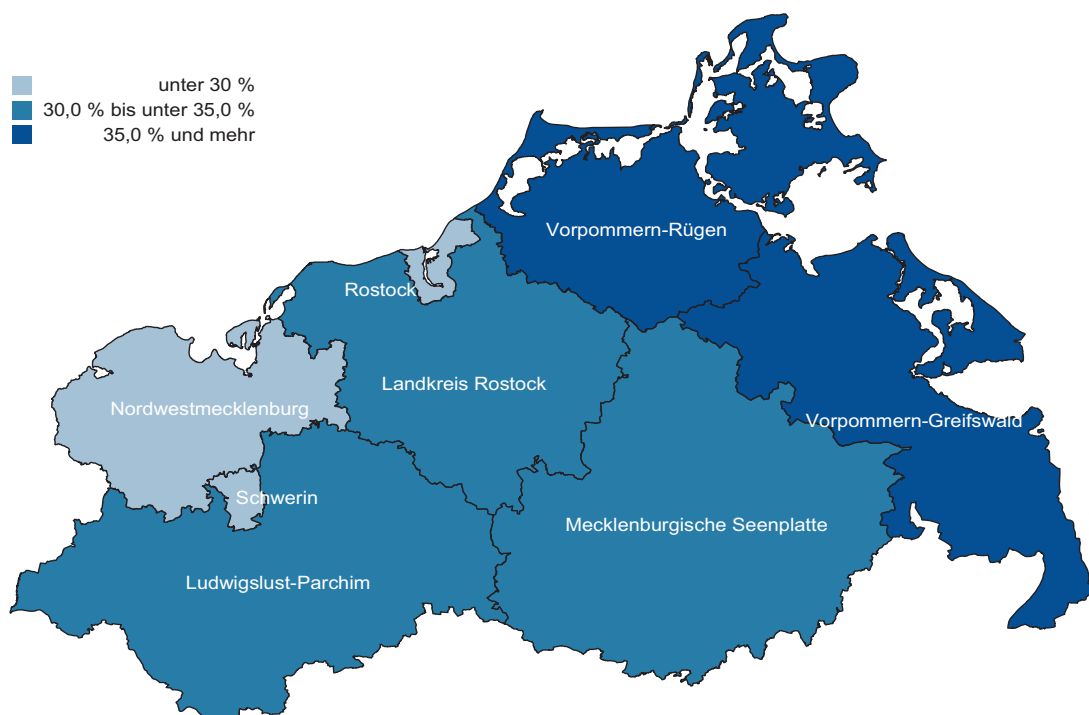 unter 30 %
30,0 % bis unter 35,0 %
35,0 % und mehr
Vorpommern-Rügen
Rostock
Landkreis Rostock
Nordwestmecklenburg
Vorpommern-Greifswald
Schwerin
Mecklenburgische Seenplatte
Ludwigslust-Parchim